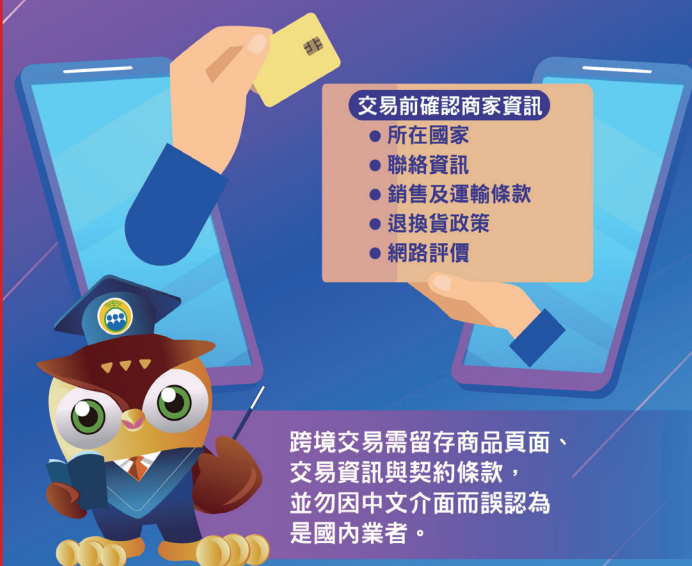 交易前確認商家資訊
● 所在國家
● 聯絡資訊
● 銷售及運輸條款
● 退換貨政策
● 網路評價
跨境交易需留存商品頁面、
交易資訊與契約條款，
並勿因中文介面而誤認為
是國內業者。